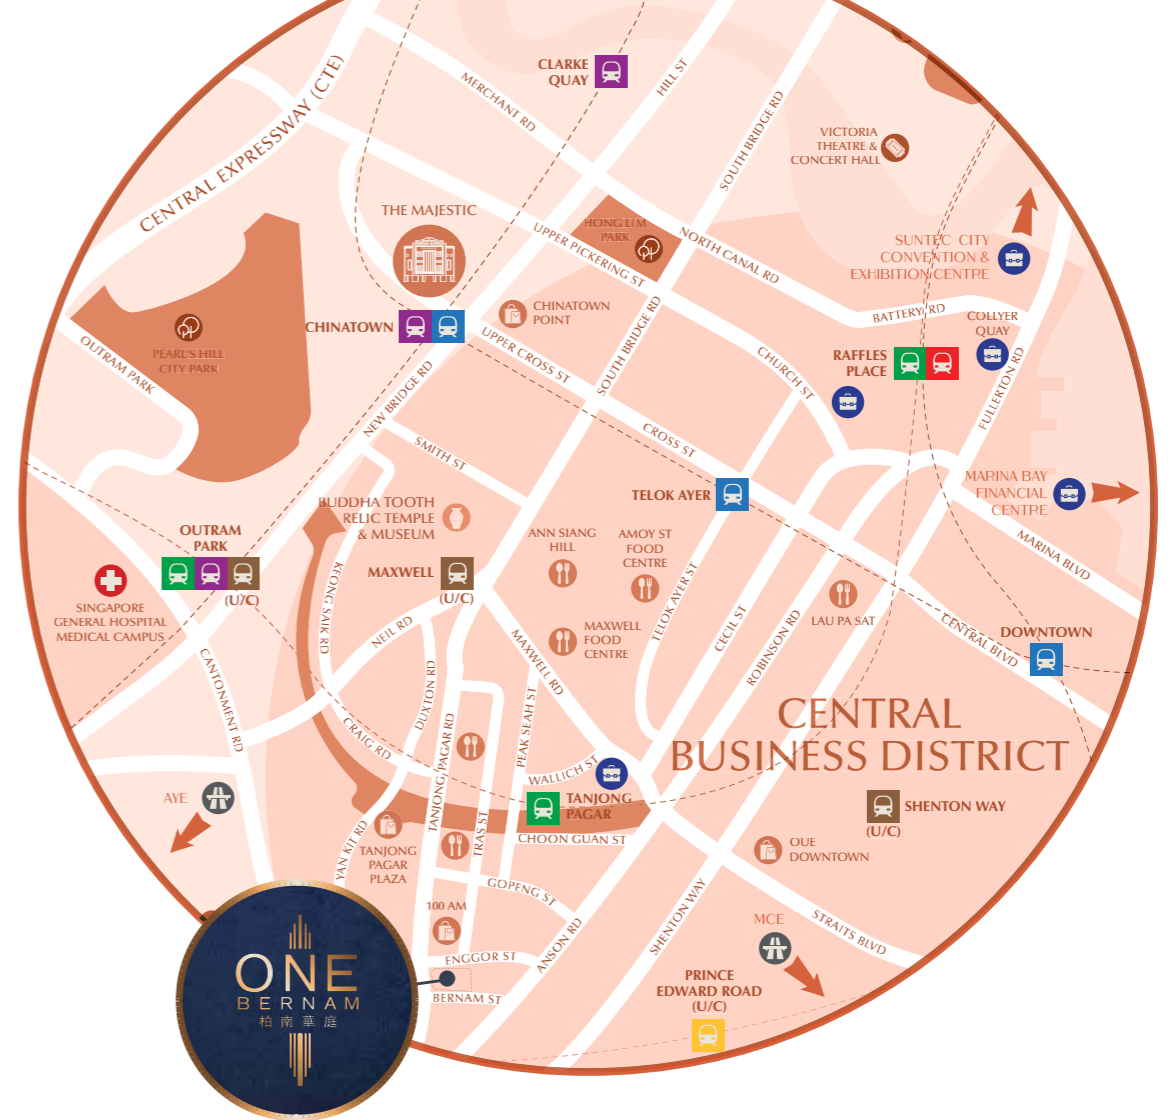 CLARKE
QUAY
HILL ST
MERCHANT RD
SOUTH BRIDGE RD
CENTRAL EXPRESSWAY (CTE)
VICTORIA
THEATRE &
CONCERT HALL
THE MAJESTIC
HONG LIM
PARK
UPPER PICKERING ST
NORTH CANAL RD
SUNTEC CITY
CONVENTION &
EXHIBITION CENTRE
CHINATOWN
POINT
CHINATOWN
BATTERY RD
COLLYER
QUAY
PEARL'S HILL
CITY PARK
OUTRAM PARK
UPPER CROSS ST
SOUTH BRIDGE RD
CHURCH ST
RAFFLES
PLACE
FULLERTON RD
NEW BRIDGE RD
SMITH ST
CROSS ST
BUDDHA TOOTH
RELIC TEMPLE
& MUSEUM
TELOK AYER
MARINA BAY
FINANCIAL
CENTRE
OUTRAM
PARK
(U/C)
ANN SIANG
HILL
AMOY ST
FOOD
CENTRE
MARINA BLVD
MAXWELL
(U/C)
SINGAPORE
GENERAL HOSPITAL
MEDICAL CAMPUS
KEONG SAIK RD
NEIL RD
MAXWELL
FOOD
CENTRE
TELOK AYER ST
CECIL ST
ROBINSON RD
LAU PA SAT
CENTRAL BLVD
DOWNTOWN
CANTONMENT RD
DUXTON RD
MAXWELL RD
CRAIG RD
TANJONG PAGAR RD
PEAK SEAH ST
CENTRAL
BUSINESS DISTRICT
WALLICH ST
AYE
TANJONG
PAGAR
SHENTON WAY
(U/C)
YAN KIT RD
TRAS ST
CHOON GUAN ST
TANJONG
PAGAR
PLAZA
OUE
DOWNTOWN
GOPENG ST
100 AM
ANSON RD
SHENTON WAY
MCE
STRAITS BLVD
ENGGOR ST
BERNAM ST
PRINCE
EDWARD ROAD
(U/C)
ONE
BERNAM
柏南華庭